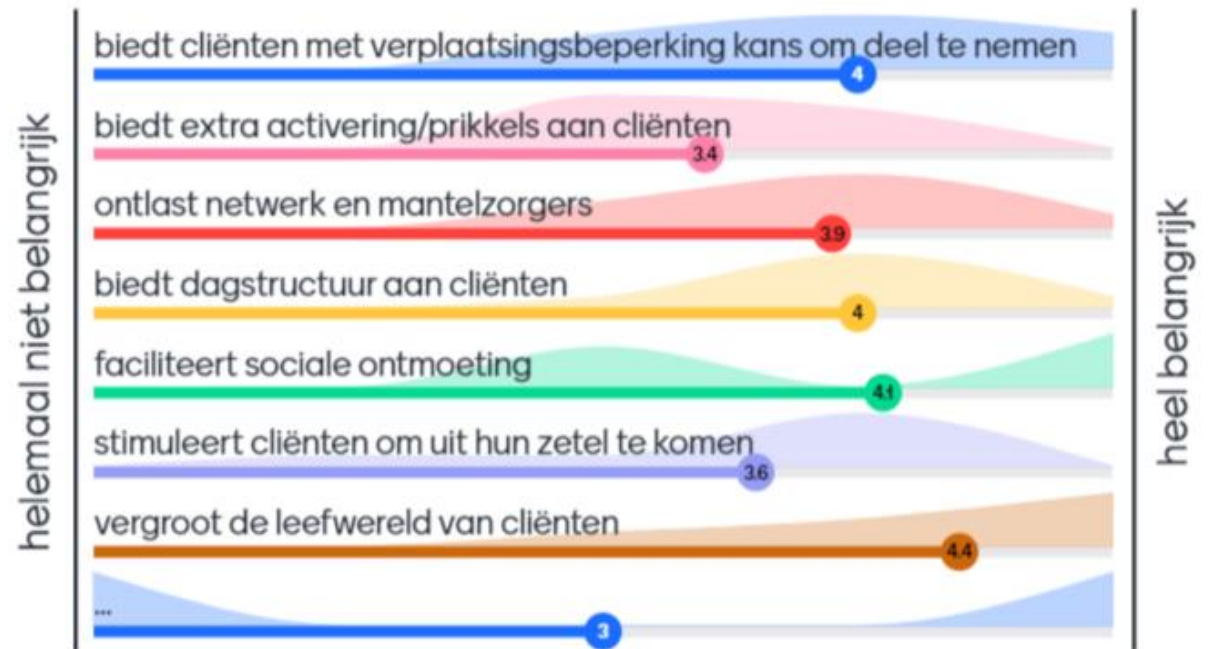 helemaal niet belangrijk
biedt cliënten met verplaatsingsbeperking kans om deel te nemen
4
biedt extra activering/prikkels aan cliënten
3.4
ontlast netwerk en mantelzorgers
3.9
biedt dagstructuur aan cliënten
4
faciliteert sociale ontmoeting
4.1
stimuleert cliënten om uit hun zetel te komen
3.6
vergroot de leefwereld van cliënten
4.4
...
3
heel belangrijk